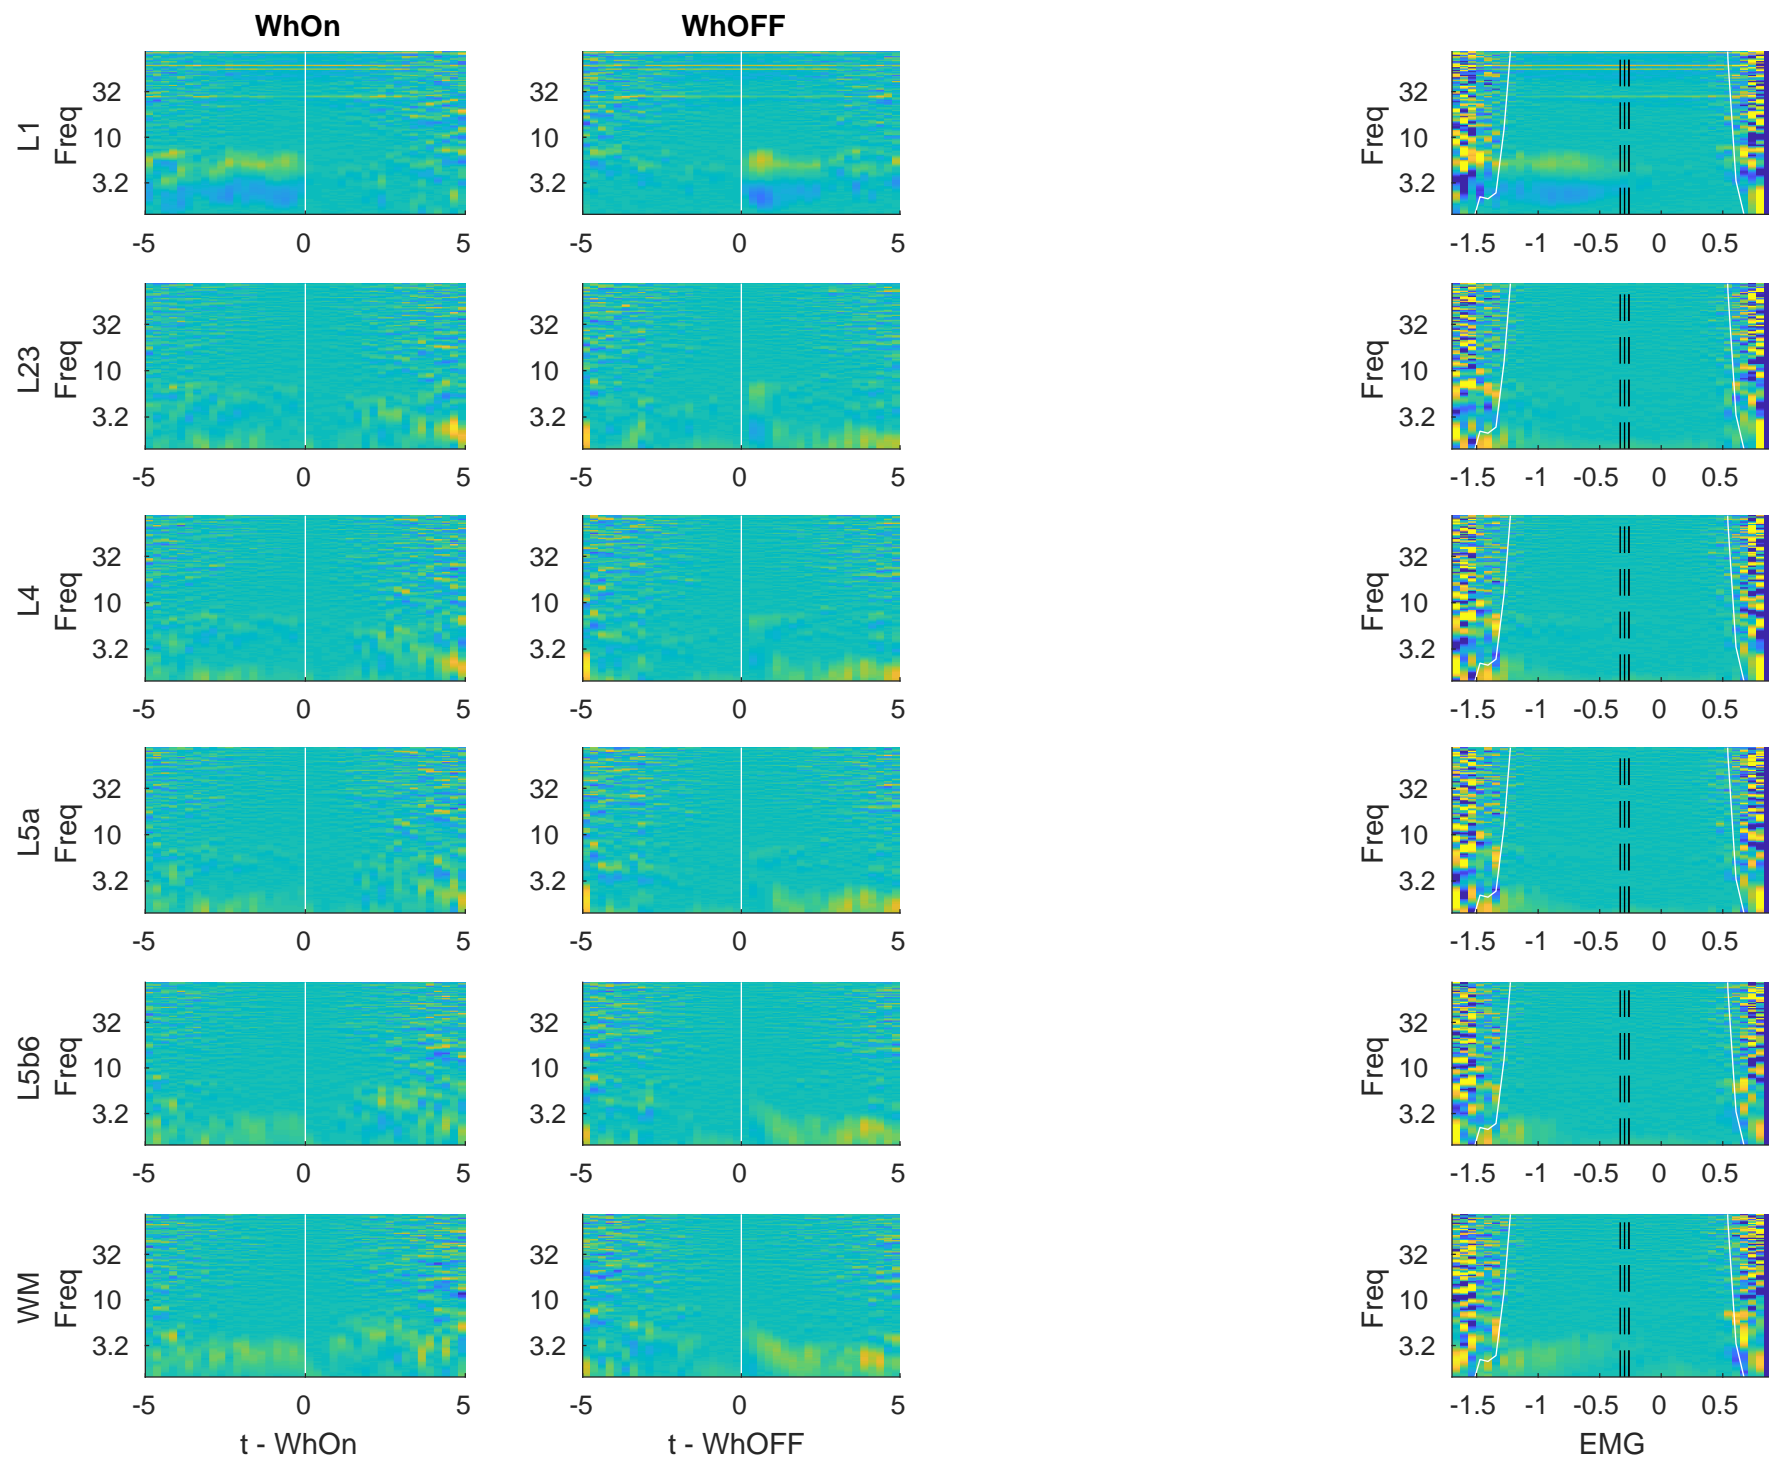 WhOn WhOFF
L1 Freq 32 10 3.2 32 10 3.2 Freq 32 10 3.2
-5 0 5 -5 0 5 -1.5 -1 -0.5 0 0.5
L23 Freq 32 10 3.2 32 10 3.2 Freq 32 10 3.2
-5 0 5 -5 0 5 -1.5 -1 -0.5 0 0.5
L4 Freq 32 10 3.2 32 10 3.2 Freq 32 10 3.2
-5 0 5 -5 0 5 -1.5 -1 -0.5 0 0.5
L5a Freq 32 10 3.2 32 10 3.2 Freq 32 10 3.2
-5 0 5 -5 0 5 -1.5 -1 -0.5 0 0.5
L5b6 Freq 32 10 3.2 32 10 3.2 Freq 32 10 3.2
-5 0 5 -5 0 5 -1.5 -1 -0.5 0 0.5
WM Freq 32 10 3.2 32 10 3.2 Freq 32 10 3.2
-5 0 5 -5 0 5 -1.5 -1 -0.5 0 0.5
t - WhOn t - WhOFF EMG